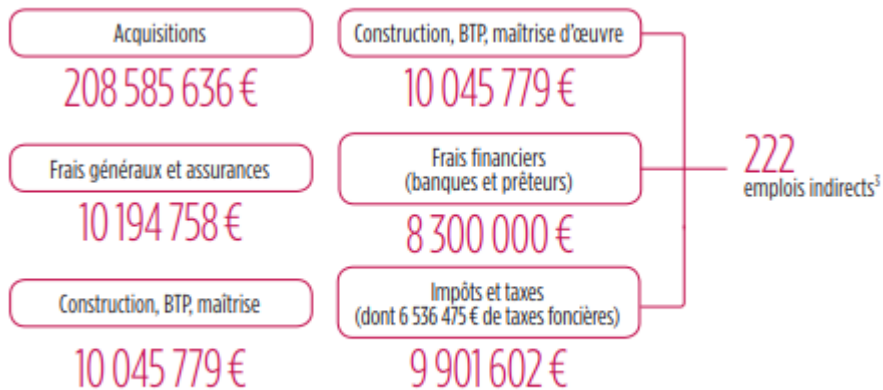 Acquisitions
208 585 636 €
Construction, BTP, maîtrise d'œuvre
10 045 779 €
Frais généraux et assurances
10 194 758 €
Frais financiers
(banques et prêteurs)
8 300 000 €
222
emplois indirects³
Construction, BTP, maîtrise
10 045 779 €
Impôts et taxes
(dont 6 536 475 € de taxes foncières)
9 901 602 €